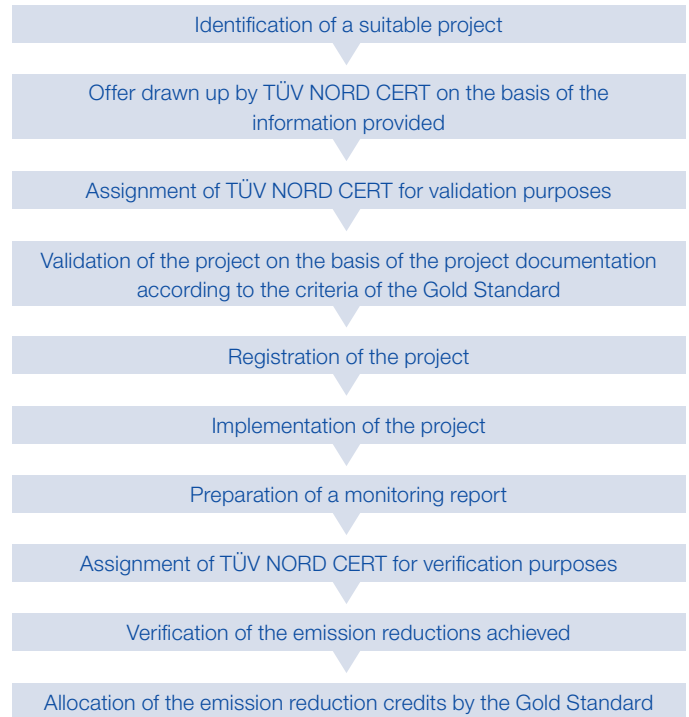 Identification of a suitable project
Offer drawn up by TÜV NORD CERT on the basis of the
information provided
Assignment of TÜV NORD CERT for validation purposes
Validation of the project on the basis of the project documentation
according to the criteria of the Gold Standard
Registration of the project
Implementation of the project
Preparation of a monitoring report
Assignment of TÜV NORD CERT for verification purposes
Verification of the emission reductions achieved
Allocation of the emission reduction credits by the Gold Standard